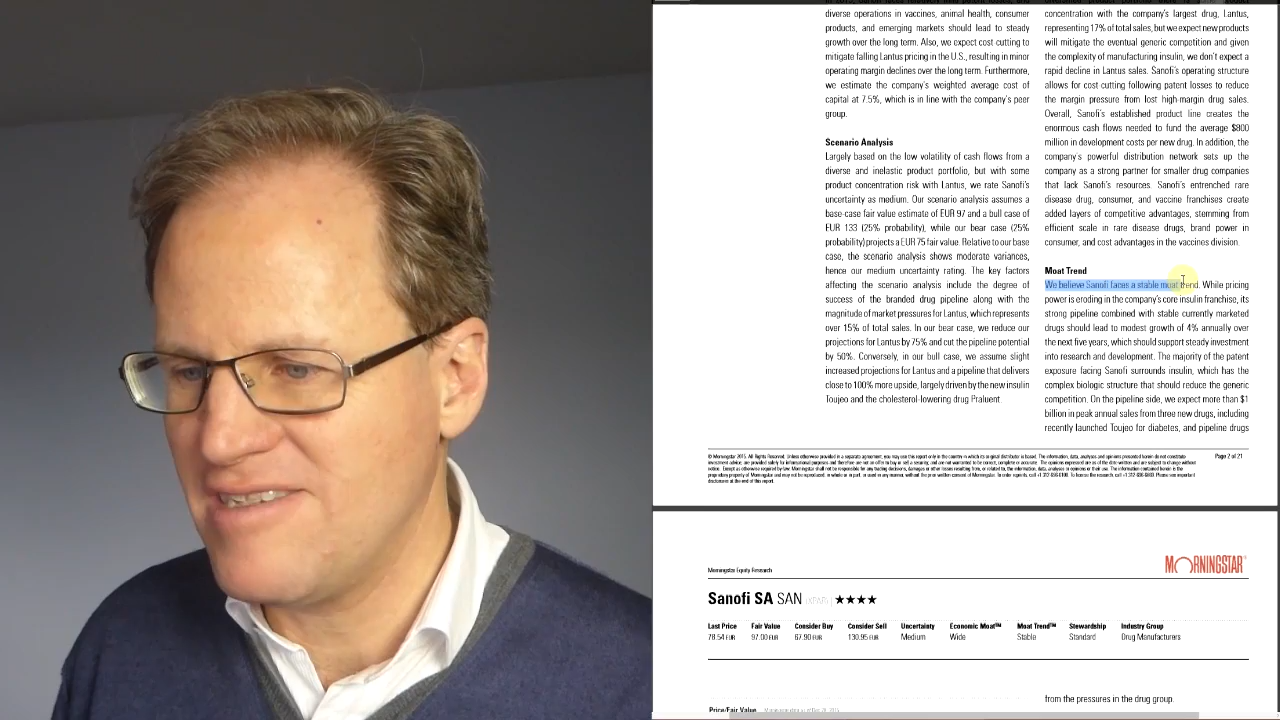 diverse operations in vaccines, animal health, consumer
products, and emerging markets should lead to steady
growth over the long term. Also, we expect cost cutting to
mitigate falling Lantus pricing in the U.S., resulting in minor
operating margin declines over the long term. Furthermore,
we estimate the company's weighted average cost of
capital at 7.5%, which is in line with the company's peer
group.
Scenario Analysis
Largely based on the low volatility of cash flows from a
diverse and inelastic product portfolio, but with some
product concentration risk with Lantus, we rate Sanofi's
uncertainty as medium. Our scenario analysis assumes a
base-case fair value estimate of EUR 97 and a bull case of
EUR 133 (25% probability), while our bear case (25%
probability) projects a EUR 75 fair value. Relative to our base
case, the scenario analysis shows moderate variances,
hence our medium uncertainty rating. The key factors
affecting the scenario analysis include the degree of
success of the branded drug pipeline along with the
magnitude of market pressures for Lantus, which represents
over 15% of total sales. In our bear case, we reduce our
projections for Lantus by 75% and cut the pipeline potential
by 50%. Conversely, in our bull case, we assume slight
increased projections for Lantus and a pipeline that delivers
close to 100% more upside, largely driven by the new insulin
Toujeo and the cholesterol-lowering drug Praluent.
concentration with the company's largest drug, Lantus,
representing 17% of total sales, but we expect new products
will mitigate the eventual generic competition and given
the complexity of manufacturing insulin, we don't expect a
rapid decline in Lantus sales. Sanofi's operating structure
allows for cost cutting following patent losses to reduce
the margin pressure from lost high-margin drug sales.
Overall, Sanofi's established product line creates the
enormous cash flows needed to fund the average $800
million in development costs per new drug. In addition, the
company's powerful distribution network sets up the
company as a strong partner for smaller drug companies
that lack Sanofi's resources. Sanofi's entrenched rare
disease drug, consumer, and vaccine franchises create
added layers of competitive advantages, stemming from
efficient scale in rare disease drugs, brand power in
consumer, and cost advantages in the vaccines division.
Moat Trend
We believe Sanofi faces a stable moat trend. While pricing
power is eroding in the company's core insulin franchise, its
strong pipeline combined with stable currently marketed
drugs should lead to modest growth of 4% annually over
the next five years, which should support steady investment
into research and development. The majority of the patent
exposure facing Sanofi surrounds insulin, which has the
complex biologic structure that should reduce the generic
competition. On the pipeline side, we expect more than $1
billion in peak annual sales from three new drugs, including
recently launched Toujeo for diabetes, and pipeline drugs
Page 2 of 21
Morningstar Equity Research
MORNINGSTAR
Sanofi SA SAN (XPAR) | ★★★★
Last Price Fair Value Consider Buy Consider Sell Uncertainty Economic Moat™ Moat Trend™ Stewardship Industry Group
78.54 EUR 97.00 EUR 67.90 EUR 130.95 EUR Medium Wide Stable Standard Drug Manufacturers
from the pressures in the drug group.
Price/Fair Value